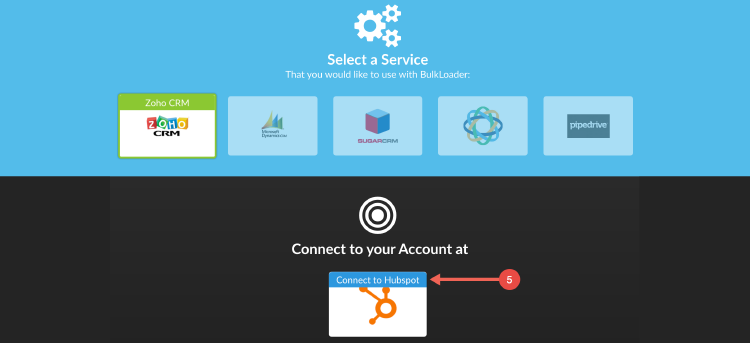 Select a Service
That you would like to use with BulkLoader:
Zoho CRM
ZOHO
CRM
Microsoft
Dynamics CRM
SUGARCRM
pipedrive
Connect to your Account at
Connect to Hubspot
5